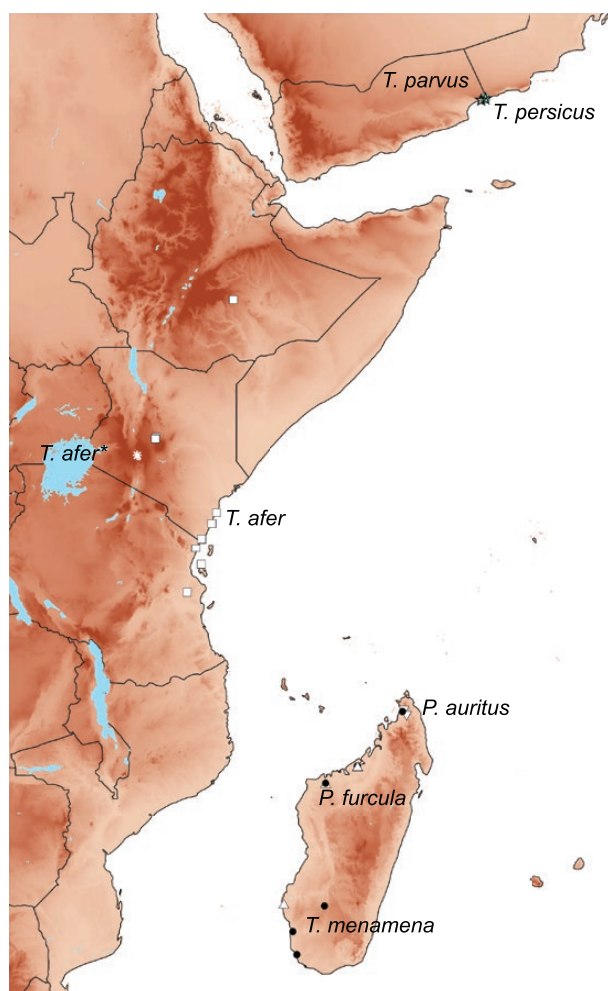 T. parvus
T. persicus
T. afer*
T. afer
P. auritus
P. furcula
T. menamena